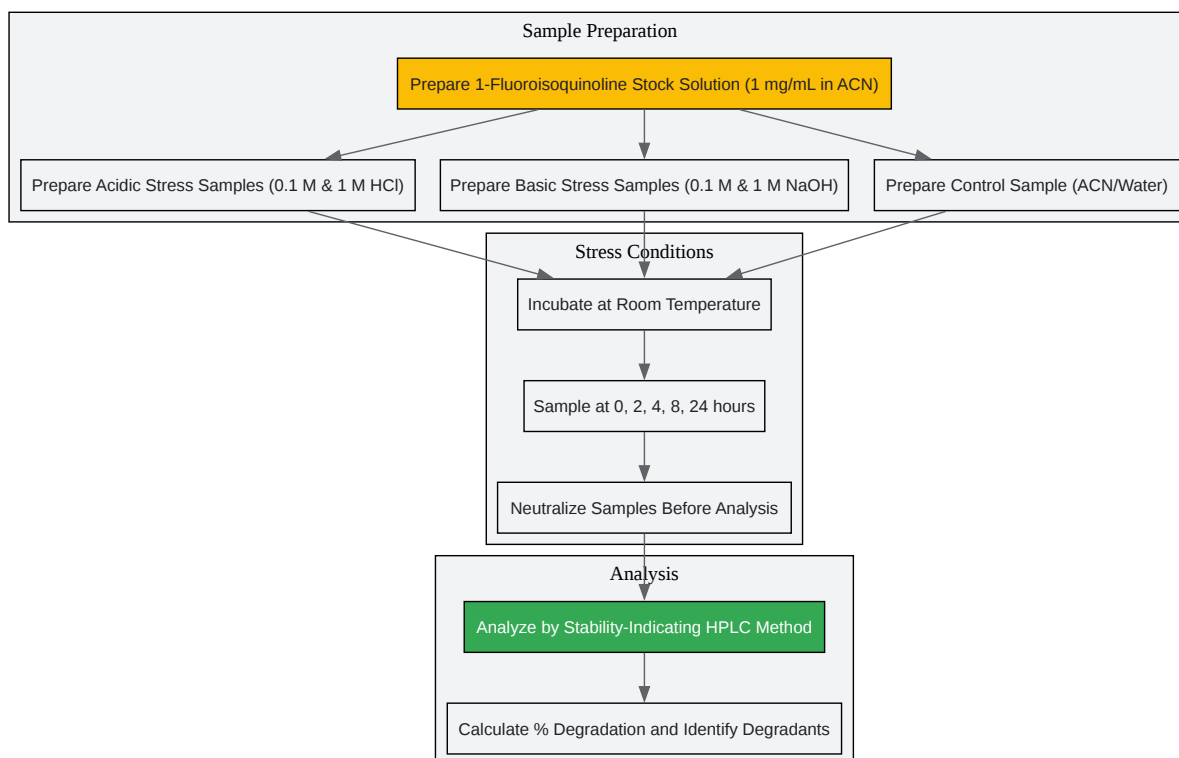 Sample Preparation
Prepare 1-Fluoroisoquinoline Stock Solution (1 mg/mL in ACN)
Prepare Acidic Stress Samples (0.1 M & 1 M HCl)
Prepare Basic Stress Samples (0.1 M & 1 M NaOH)
Prepare Control Sample (ACN/Water)
Stress Conditions
Incubate at Room Temperature
Sample at 0, 2, 4, 8, 24 hours
Neutralize Samples Before Analysis
Analysis
Analyze by Stability-Indicating HPLC Method
Calculate % Degradation and Identify Degradants